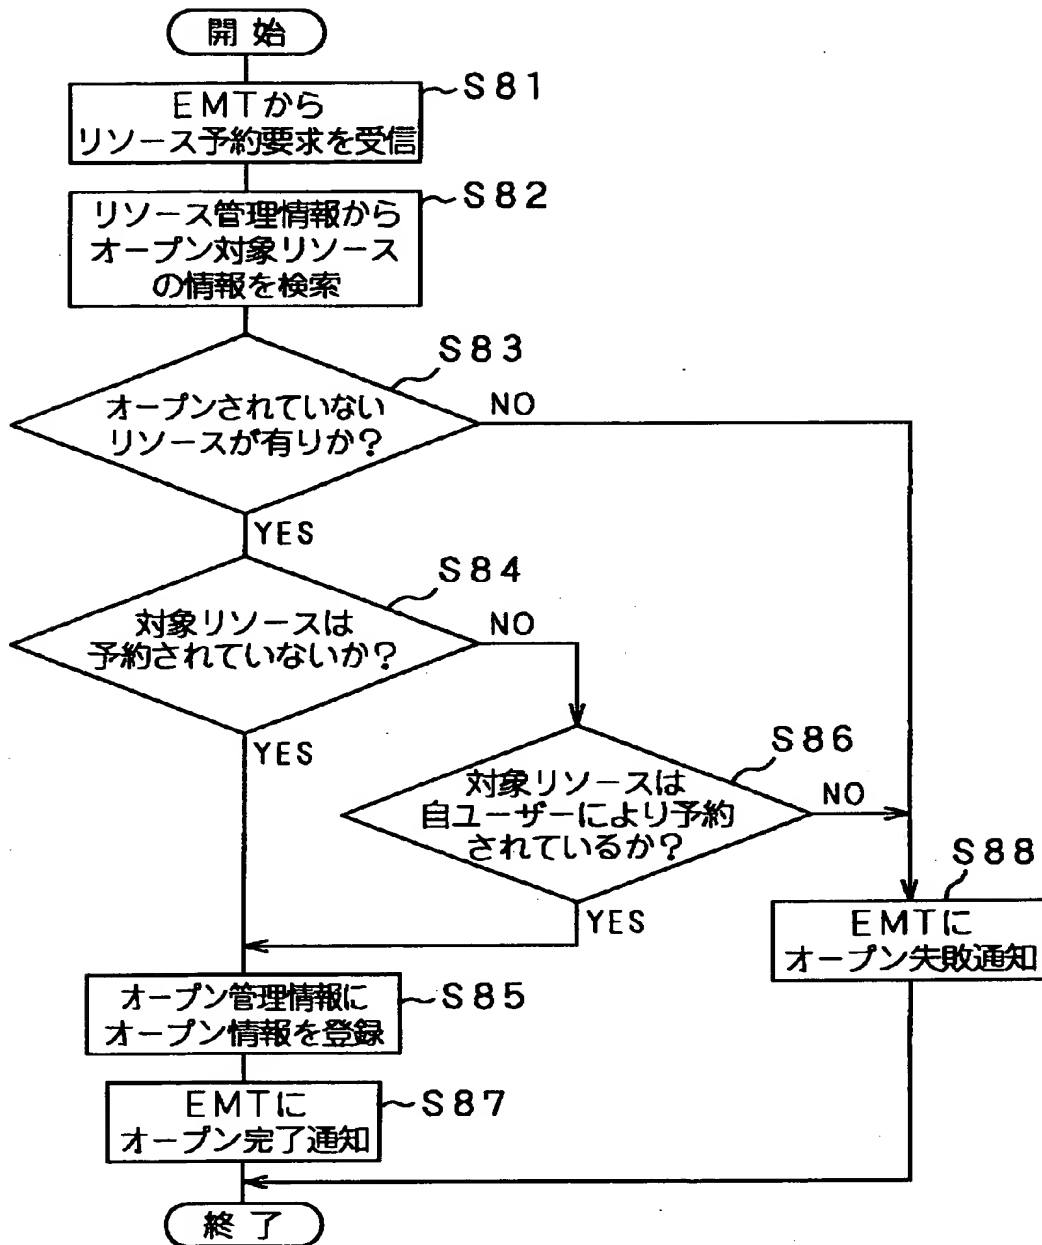 開始
S81
EMTから
リソース予約要求を受信
S82
リソース管理情報から
オープン対象リソース
の情報を検索
S83
オープンされていない
リソースが有りか？
NO
YES
S84
対象リソースは
予約されていないか？
NO
YES
S86
対象リソースは
自ユーザーにより予約
されているか？
NO
YES
S88
EMTに
オープン失敗通知
S85
オープン管理情報に
オープン情報を登録
S87
EMTに
オープン完了通知
終了